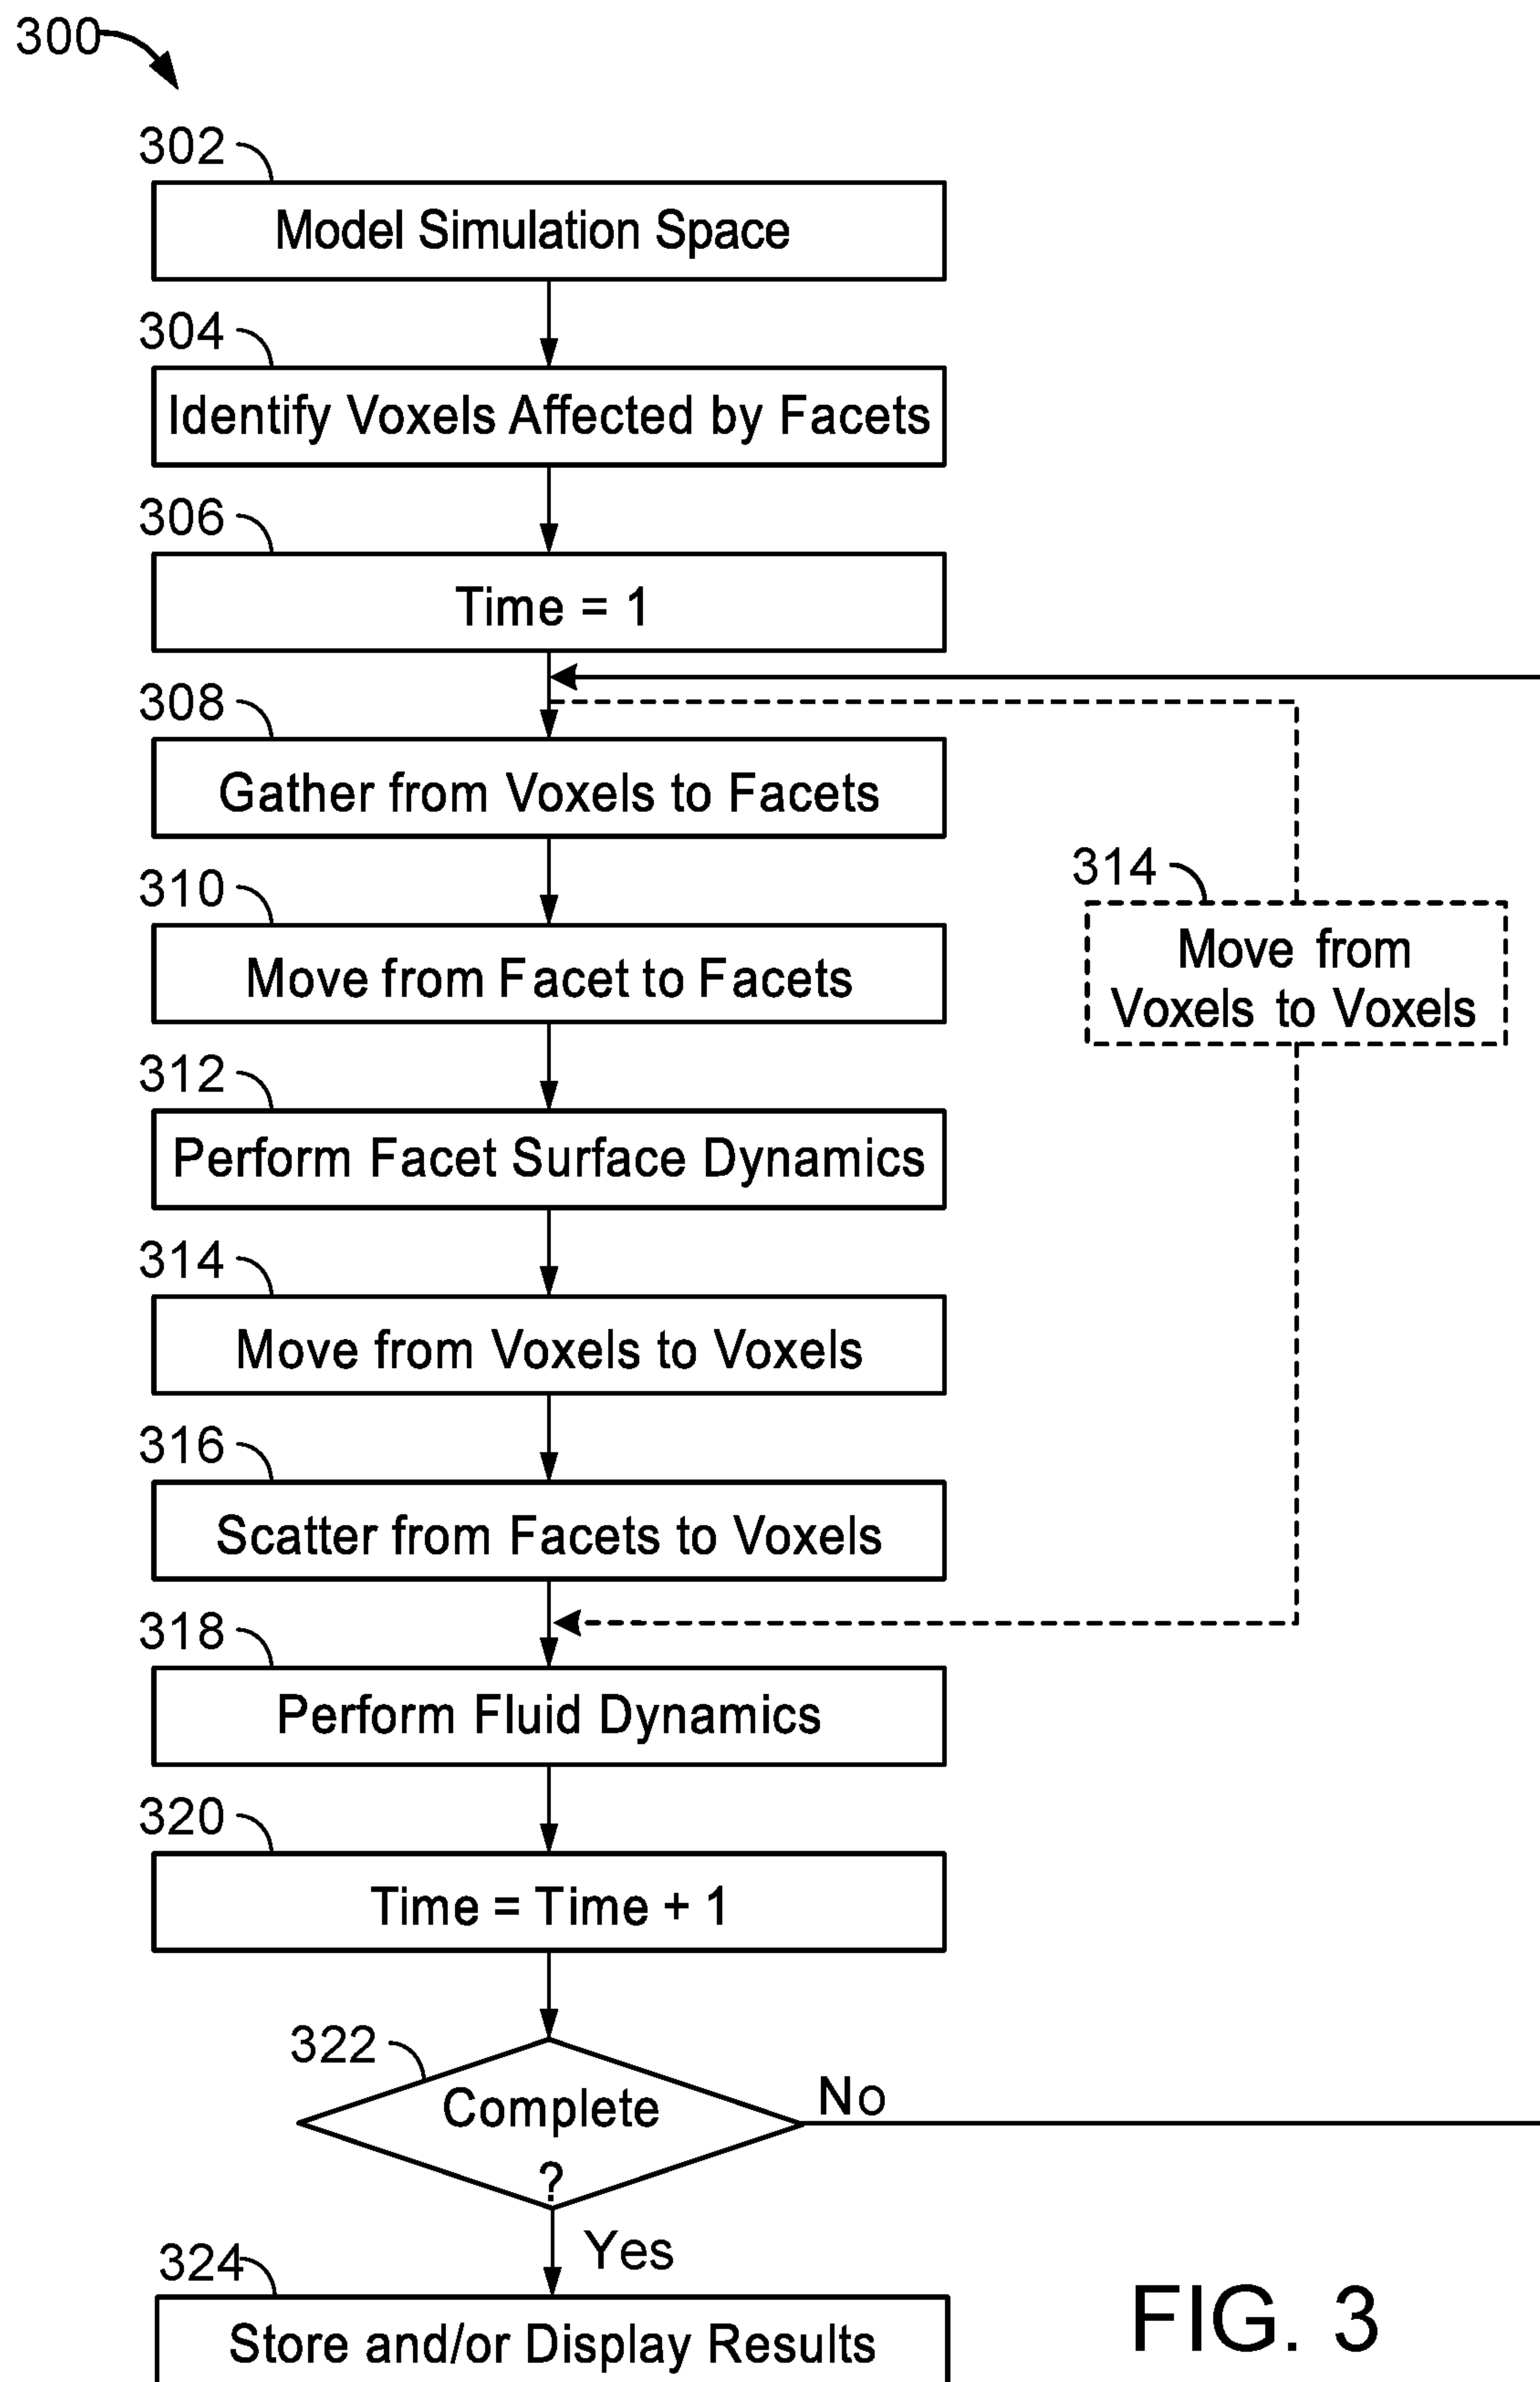 300
302
Model Simulation Space
304
Identify Voxels Affected by Facets
306
Time = 1
308
Gather from Voxels to Facets
310
Move from Facet to Facets
314
Move from
Voxels to Voxels
312
Perform Facet Surface Dynamics
314
Move from Voxels to Voxels
316
Scatter from Facets to Voxels
318
Perform Fluid Dynamics
320
Time = Time + 1
322
Complete
?
No
Yes
324
Store and/or Display Results
FIG. 3